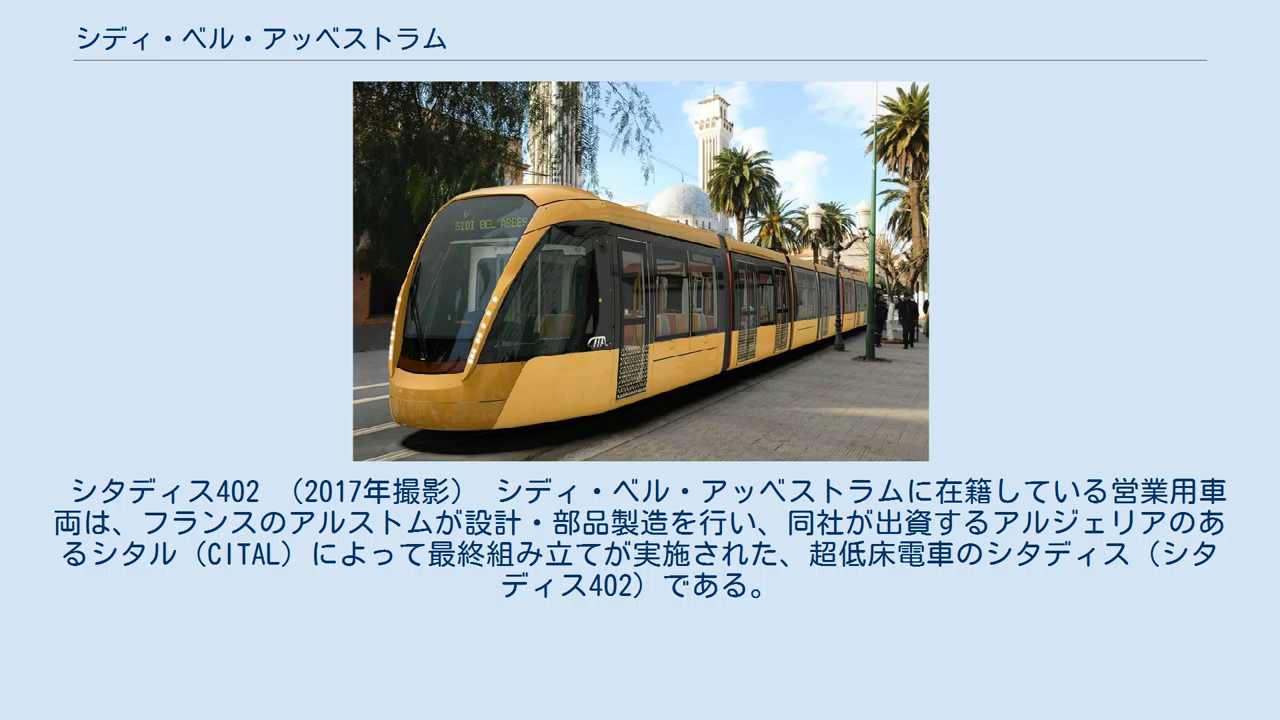 シディ・ベル・アッベストラム
SIDI BEL ABBES
シタディス402 （2017年撮影） シディ・ベル・アッベストラムに在籍している営業用車
両は、フランスのアルストムが設計・部品製造を行い、同社が出資するアルジェリアのあ
るシタル（CITAL）によって最終組み立てが実施された、超低床電車のシタディス（シタ
ディス402）である。